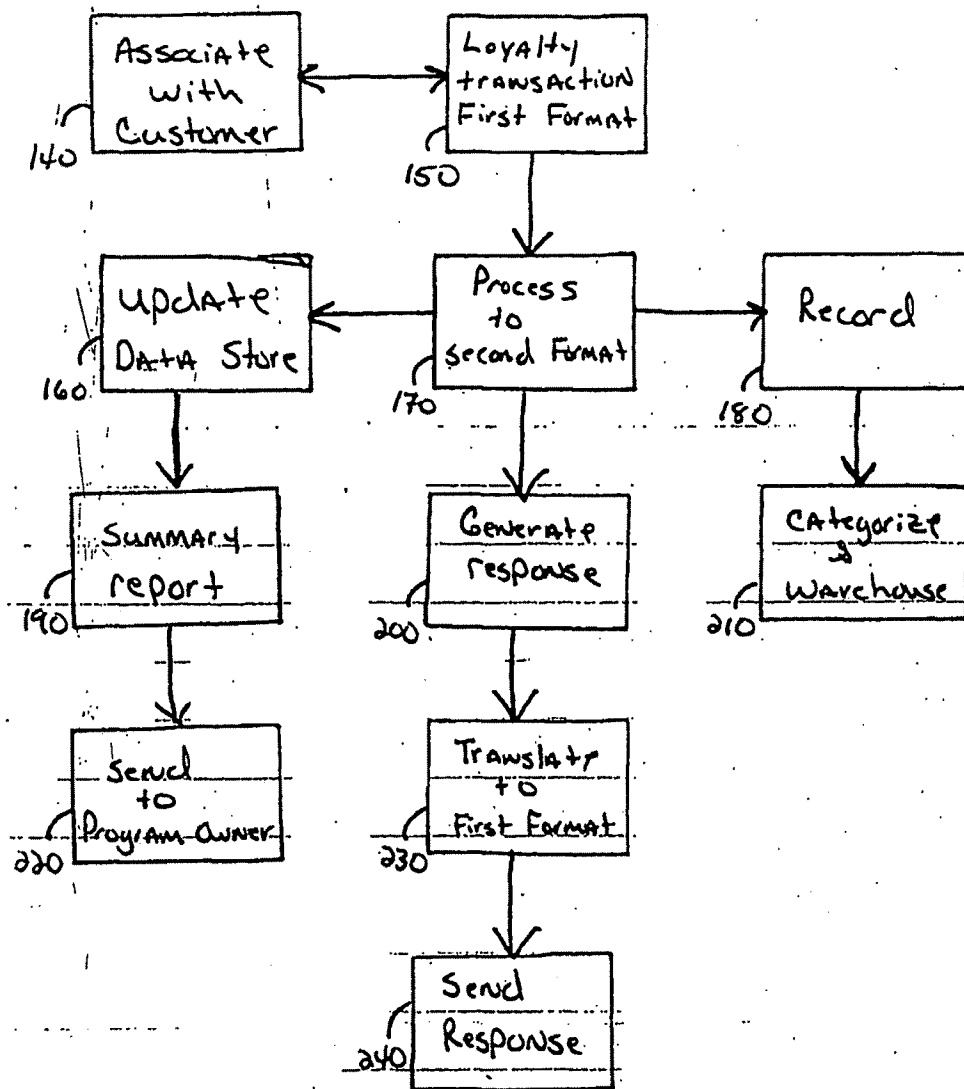 Associate
with
Customer
140
Loyalty
transaction
First Format
150
update
Data Store
160
Process
to
second Format
170
Record
180
Summary
report
190
Generate
response
200
Categorize
&
Warehouse
210
Send
to
Program Owner
220
Translate
to
First Format
230
Send
Response
240